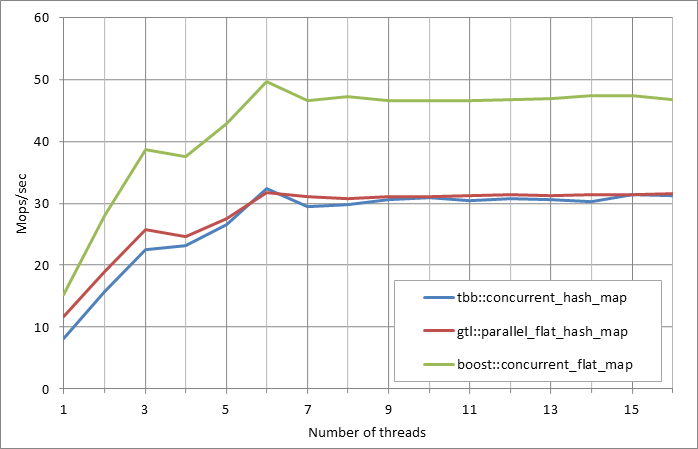 60
50
40
30
20
10
0
Mops/sec
tbb::concurrent_hash_map
gtl::parallel_flat_hash_map
boost::concurrent_flat_map
1 3 5 7 9 11 13 15
Number of threads